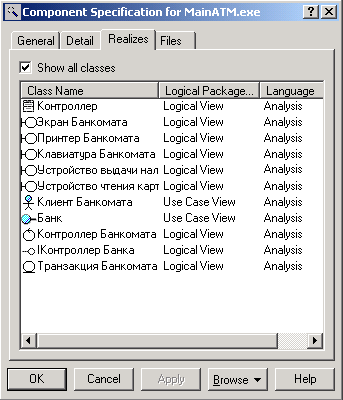 Component Specification for MainATM.exe
General Detail Realizes Files
Show all classes
Class Name Logical Package... Language
Контроллер Logical View Analysis
Экран Банкомата Logical View Analysis
Принтер Банкомата Logical View Analysis
Клавиатура Банкомата Logical View Analysis
Устройство выдачи нал Logical View Analysis
Устройство чтения карт Logical View Analysis
Клиент Банкомата Use Case View Analysis
Банк Use Case View Analysis
Контроллер Банкомата Logical View Analysis
IКонтроллер Банка Logical View Analysis
Транзакция Банкомата Logical View Analysis
OK Cancel Apply Browse Help